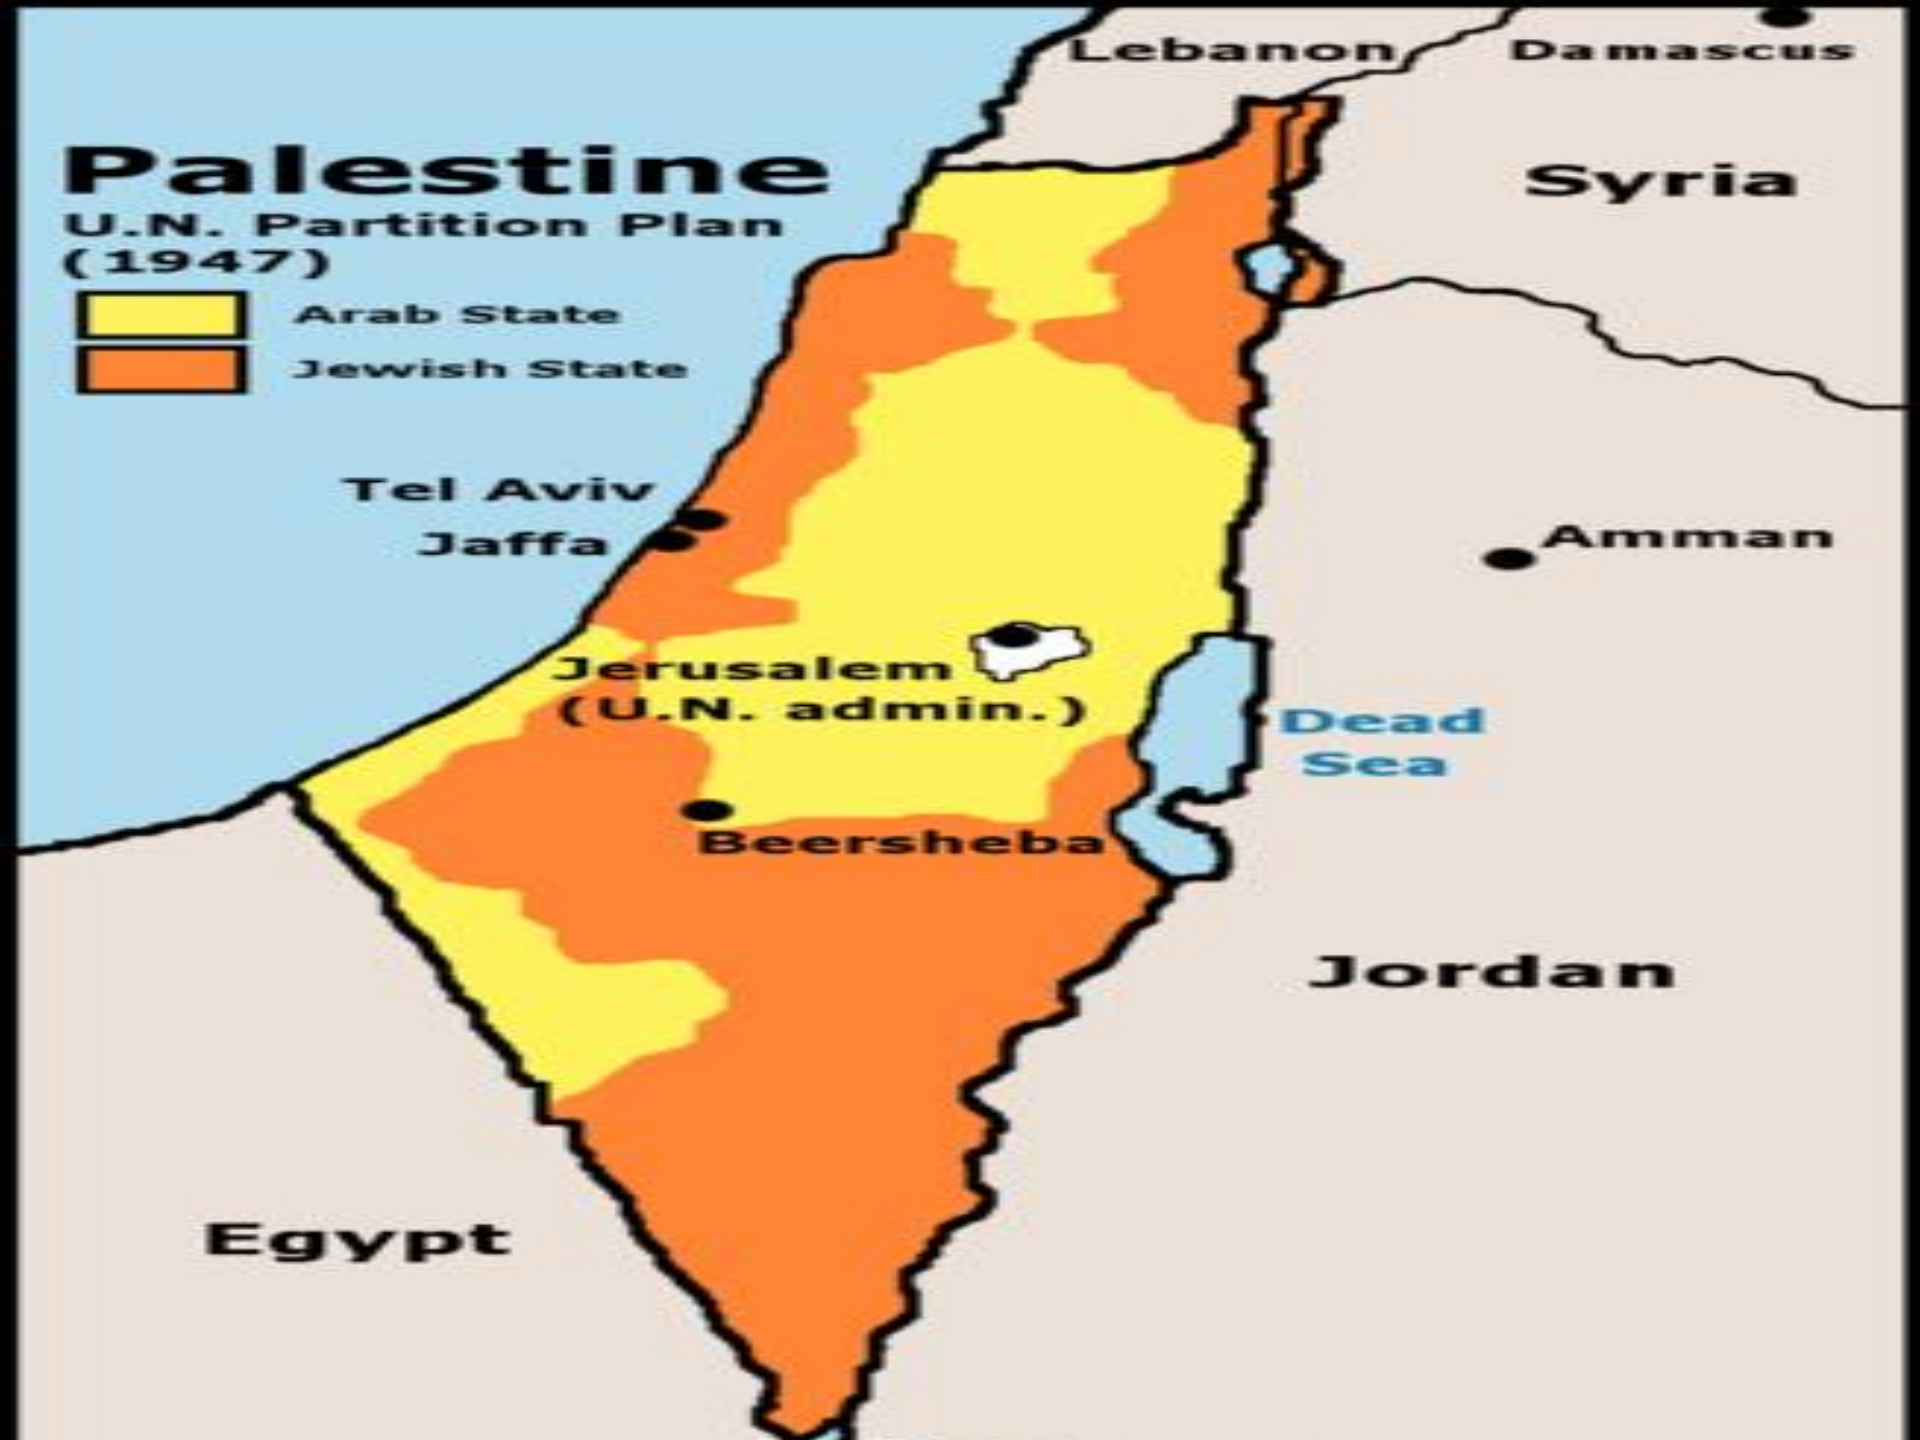 Lebanon
Damascus
Palestine
U.N. Partition Plan
(1947)
Arab State
Jewish State
Syria
Tel Aviv
Jaffa
Amman
Jerusalem
(U.N. admin.)
Dead
Sea
Beersheba
Jordan
Egypt